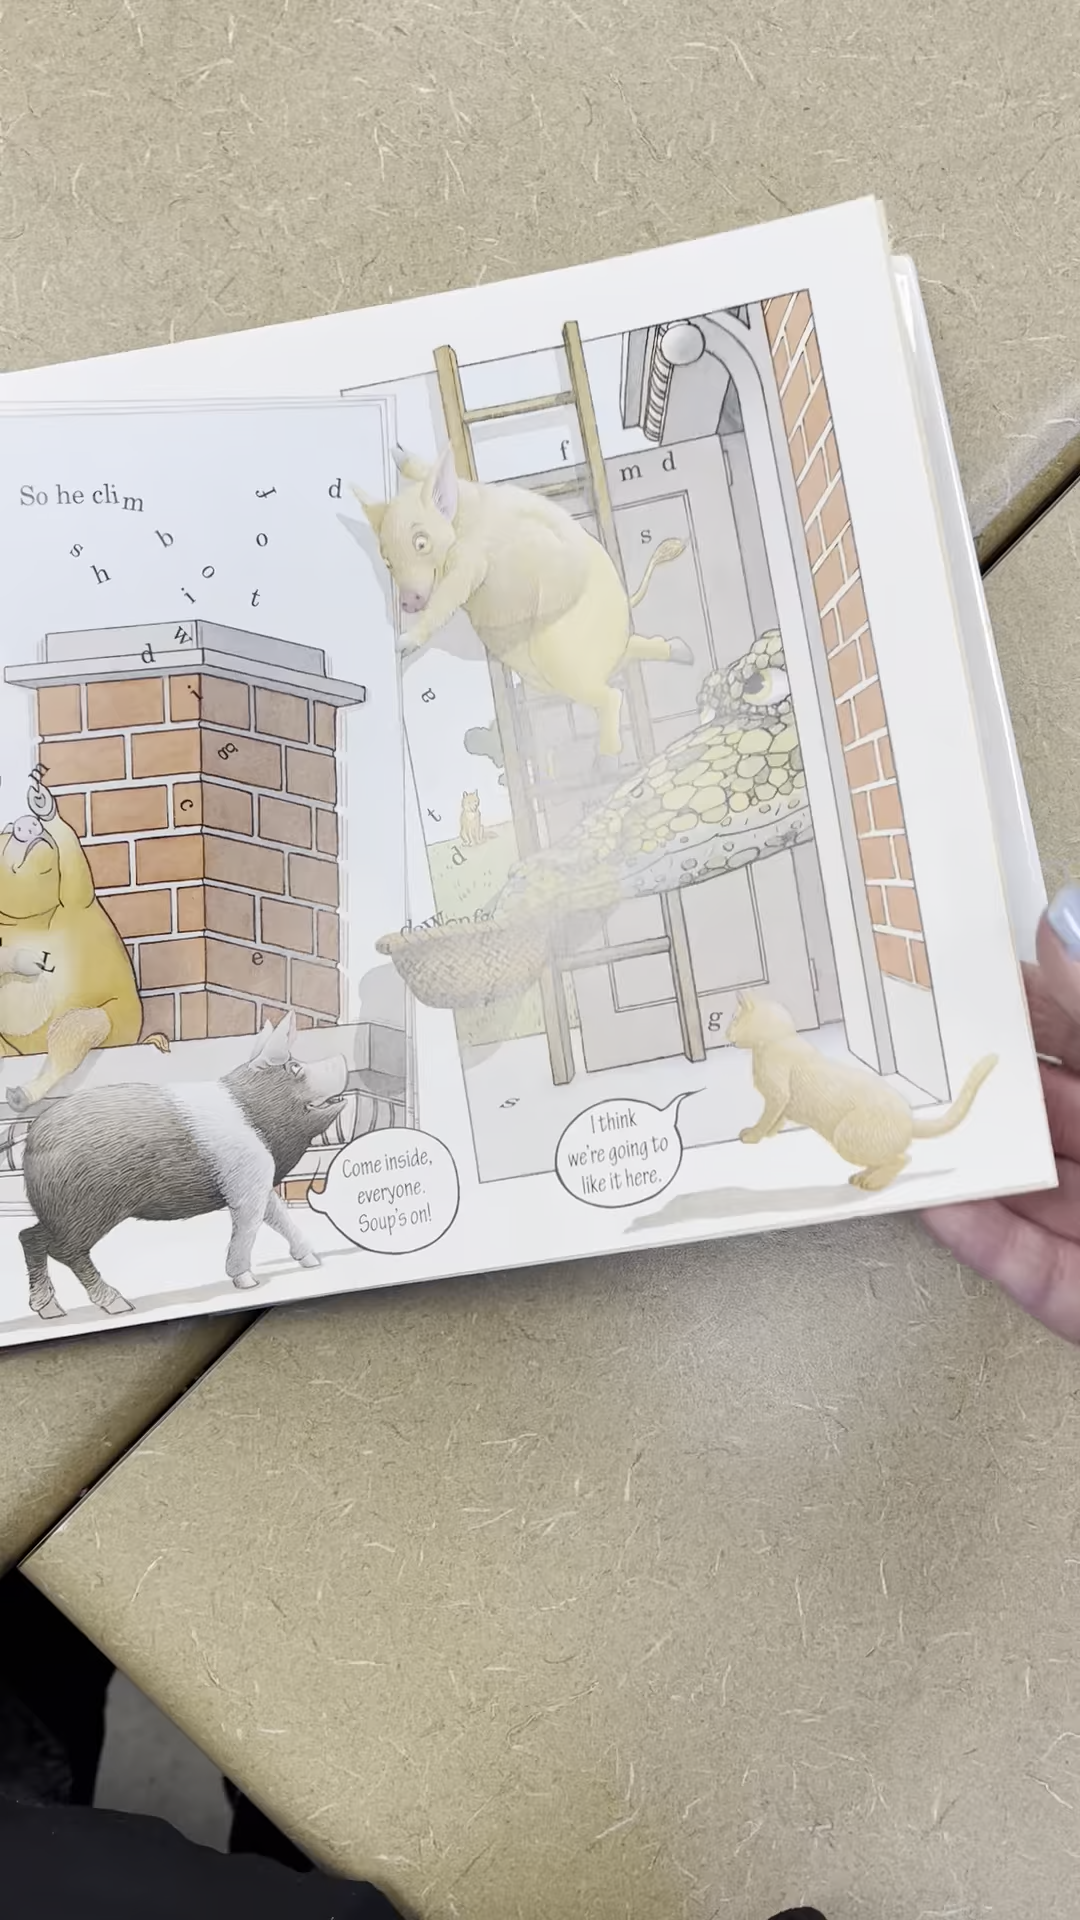 So he clim
f
d
f
m d
s
h
b
o
s
o
i
t
w
d
i
g
e
m
c
t
d
e
g
s
Come inside,
everyone.
Soup's on!
I think
we're going to
like it here.